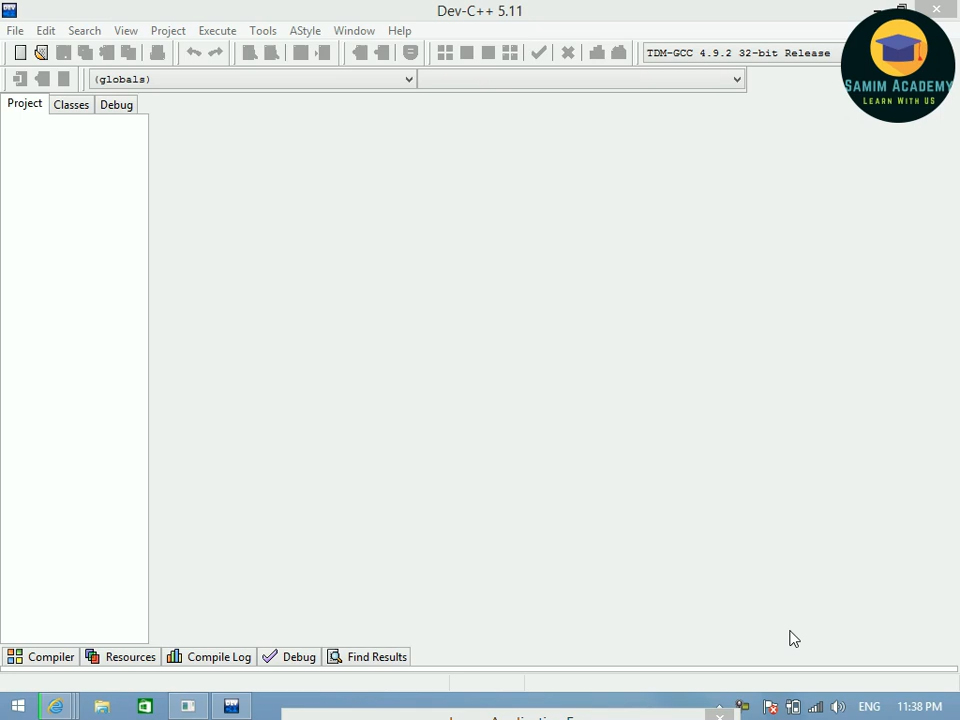 Dev-C++ 5.11
File Edit Search View Project Execute Tools AStyle Window Help
TDM-GCC 4.9.2 32-bit Release
(globals)
SAMIM ACADEMY
LEARN WITH US
Project Classes Debug
Compiler Resources Compile Log Debug Find Results
ENG 11:38 PM